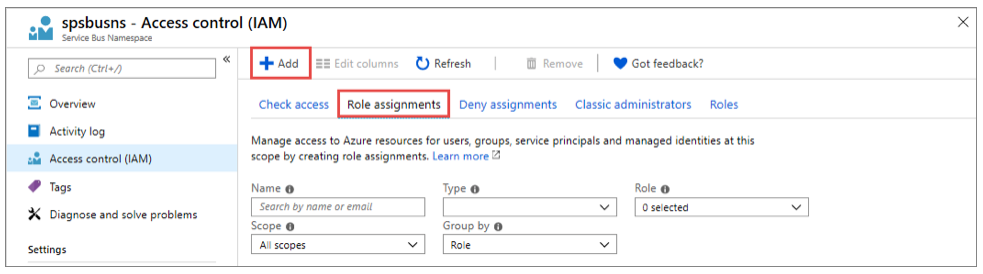 spsbusns - Access control (IAM)
Service Bus Namespace
Search (Ctrl+/)
Overview
Activity log
Access control (IAM)
Tags
Diagnose and solve problems
Settings
Add
Edit columns
Refresh
Remove
Got feedback?
Check access
Role assignments
Deny assignments
Classic administrators
Roles
Manage access to Azure resources for users, groups, service principals and managed identities at this
scope by creating role assignments. Learn more
Name
Search by name or email
Type
Role
0 selected
Scope
All scopes
Group by
Role